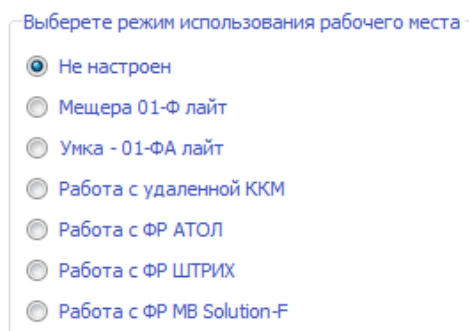 Выберете режим использования рабочего места
Не настроен
Мещера 01-Ф лайт
Умка - 01-ФА лайт
Работа с удаленной ККМ
Работа с ФР АТОЛ
Работа с ФР ШТРИХ
Работа с ФР MB Solution-F